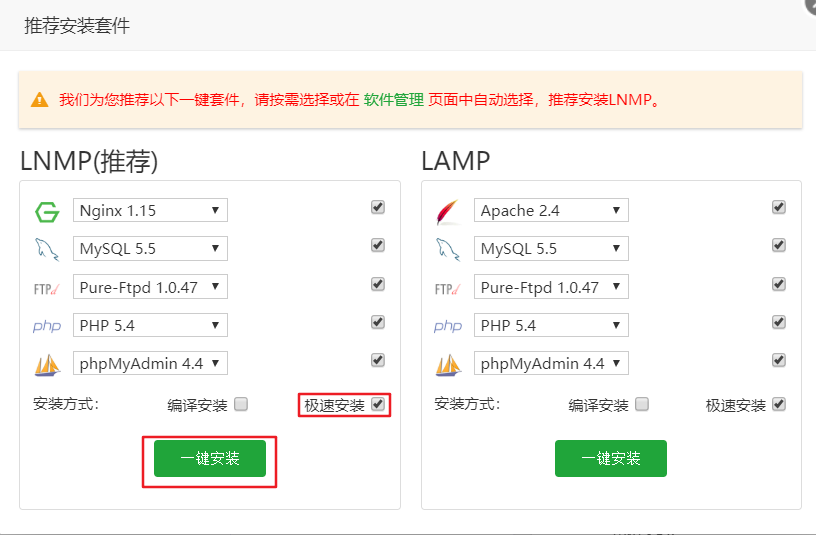 推荐安装套件
我们为您推荐以下一键套件，请按需选择或在 软件管理 页面中自动选择，推荐安装LNMP。
LNMP(推荐)
Nginx 1.15
MySQL 5.5
FTPd Pure-Ftpd 1.0.47
php PHP 5.4
phpMyAdmin 4.4
安装方式： 编译安装 极速安装
一键安装
LAMP
Apache 2.4
MySQL 5.5
FTPd Pure-Ftpd 1.0.47
php PHP 5.4
phpMyAdmin 4.4
安装方式： 编译安装 极速安装
一键安装